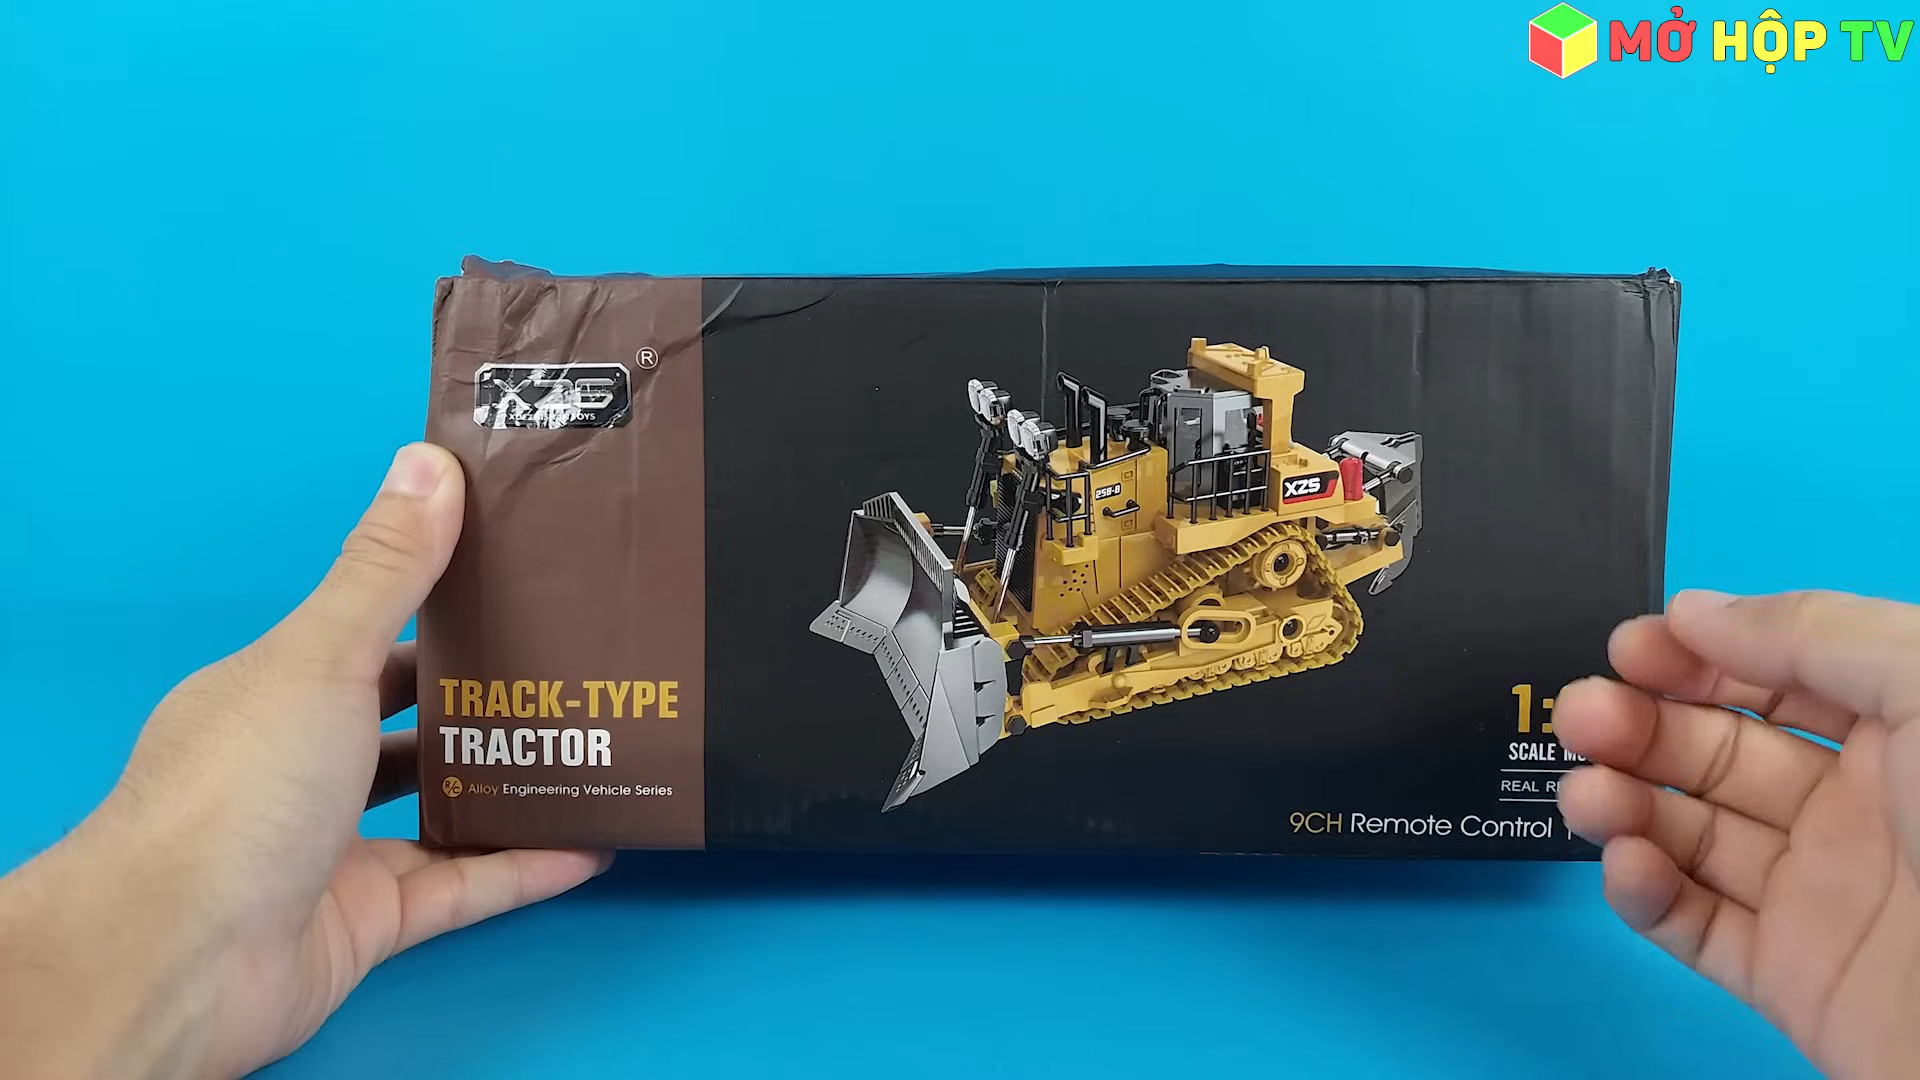 MỞ HỘP TV
XZS
®
258-8
XZS
TRACK-TYPE
TRACTOR
R/C Alloy Engineering Vehicle Series
1:
SCALE
REAL
9CH Remote Control